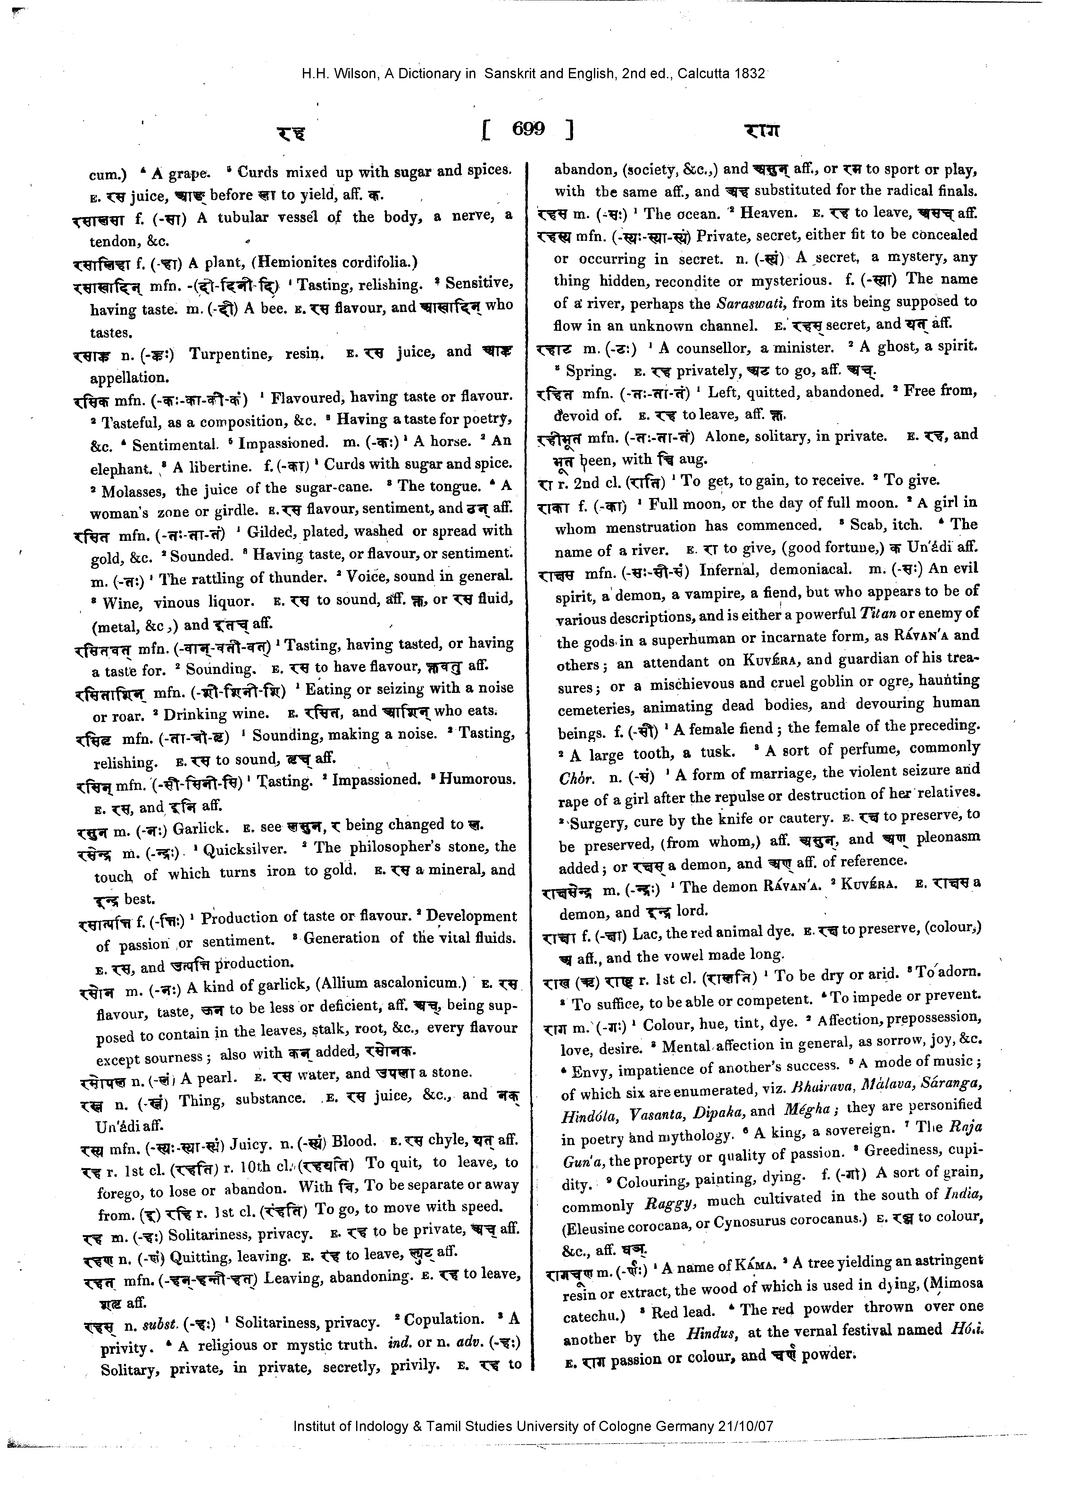 H.H. Wilson, A Dictionary in Sanskrit and English, 2nd ed., Calcutta 1832
रह [ 699 ] राग
cum.) ⁴ A grape. ⁵ Curds mixed up with sugar and spices.
E. रस juice, आङ् before ला to yield, aff. क.
रसालसा f. (-सा) A tubular vessel of the body, a nerve, a
tendon, &c.
रसालिहा f. (-हा) A plant, (Hemionites cordifolia.)
रसास्वादिन् mfn. -(दी-दिनी-दि) ¹ Tasting, relishing. ² Sensitive,
having taste. m. (-दी) A bee. E. रस flavour, and आस्वादिन् who
tastes.
रसाङ्क n. (-ङ्कः) Turpentine, resin. E. रस juice, and आङ्क
appellation.
रसिक mfn. (-कः-का-की-कं) ¹ Flavoured, having taste or flavour.
² Tasteful, as a composition, &c. ³ Having a taste for poetry,
&c. ⁴ Sentimental. ⁵ Impassioned. m. (-कः) ¹ A horse. ² An
elephant. ³ A libertine. f. (-का) ¹ Curds with sugar and spice.
² Molasses, the juice of the sugar-cane. ³ The tongue. ⁴ A
woman's zone or girdle. E. रस flavour, sentiment, and ठन् aff.
रसित mfn. (-तः-ता-तं) ¹ Gilded, plated, washed or spread with
gold, &c. ² Sounded. ³ Having taste, or flavour, or sentiment.
m. (-तः) ¹ The rattling of thunder. ² Voice, sound in general.
³ Wine, vinous liquor. E. रस to sound, aff. क्त, or रस fluid,
(metal, &c,) and इतच् aff.
रसितवत् mfn. (-वान्-वती-वत्) ¹ Tasting, having tasted, or having
a taste for. ² Sounding. E. रस to have flavour, क्तवतु aff.
रसिताशिन् mfn. (-शी-शिनी-शि) ¹ Eating or seizing with a noise
or roar. ² Drinking wine. E. रसित, and आशिन् who eats.
रसितृ mfn. (-ता-त्री-तृ) ¹ Sounding, making a noise. ² Tasting,
relishing. E. रस to sound, तृच् aff.
रसिन् mfn. (-सी-सिनी-सि) ¹ Tasting. ² Impassioned. ³ Humorous.
E. रस, and इनि aff.
रसुन m. (-नः) Garlick. E. see लसुन, र being changed to ल.
रसेन्द्र m. (-न्द्रः). ¹ Quicksilver. ² The philosopher's stone, the
touch of which turns iron to gold. E. रस a mineral, and
इन्द्र best.
रसात्पत्ति f. (-त्तिः) ¹ Production of taste or flavour. ² Development
of passion or sentiment. ³ Generation of the vital fluids.
E. रस, and उत्पत्ति production.
रसोन m. (-नः) A kind of garlick, (Allium ascalonicum.) E. रस
flavour, taste, ऊन to be less or deficient, aff. अच्, being sup-
posed to contain in the leaves, stalk, root, &c., every flavour
except sourness; also with कन् added, रसोनक.
रसोपल n. (-लं) A pearl. E. रस water, and उपला a stone.
रस्न n. (-स्नं) Thing, substance. E. रस juice, &c., and नक्
Un'ádi aff.
रस्य mfn. (-स्यः-स्या-स्यं) Juicy. n. (-स्यं) Blood. E. रस chyle, यत् aff.
रह r. 1st cl. (रहति) r. 10th cl. (रहयति) To quit, to leave, to
forego, to lose or abandon. With वि, To be separate or away
from. (इ) रहि r. 1st cl. (रंहति) To go, to move with speed.
रह m. (-हः) Solitariness, privacy. E. रह to be private, अच् aff.
रहण n. (-णं) Quitting, leaving. E. रह to leave, ल्युट् aff.
रहत् mfn. (-हन्-हन्ती-हत्) Leaving, abandoning. E. रह to leave,
शतृ aff.
रहस् n. subst. (-हः) ¹ Solitariness, privacy. ² Copulation. ³ A
privity. ⁴ A religious or mystic truth. ind. or n. adv. (-हः)
Solitary, private, in private, secretly, privily. E. रह to
abandon, (society, &c.,) and असुन् aff., or रम to sport or play,
with the same aff., and अह substituted for the radical finals.
रहस m. (-सः) ¹ The ocean. ² Heaven. E. रह to leave, असच् aff.
रहस्य mfn. (-स्यः-स्या-स्यं) Private, secret, either fit to be concealed
or occurring in secret. n. (-स्यं) A secret, a mystery, any
thing hidden, recondite or mysterious. f. (-स्या) The name
of a river, perhaps the Saraswati, from its being supposed to
flow in an unknown channel. E. रहस् secret, and यत् aff.
रहाट m. (-टः) ¹ A counsellor, a minister. ² A ghost, a spirit.
³ Spring. E. रह privately, अट to go, aff. अच्.
रहित mfn. (-तः-ता-तं) ¹ Left, quitted, abandoned. ² Free from,
devoid of. E. रह to leave, aff. क्त.
रहीभूत mfn. (-तः-ता-तं) Alone, solitary, in private. E. रह, and
भूत been, with च्वि aug.
रा r. 2nd cl. (राति) ¹ To get, to gain, to receive. ² To give.
राका f. (-का) ¹ Full moon, or the day of full moon. ² A girl in
whom menstruation has commenced. ³ Scab, itch. ⁴ The
name of a river. E. रा to give, (good fortune,) क Un'ádi aff.
राक्षस mfn. (-सः-सी-सं) Infernal, demoniacal. m. (-सः) An evil
spirit, a demon, a vampire, a fiend, but who appears to be of
various descriptions, and is either a powerful Titan or enemy of
the gods in a superhuman or incarnate form, as RÁVAN'A and
others; an attendant on KUVÉRA, and guardian of his trea-
sures; or a mischievous and cruel goblin or ogre, haunting
cemeteries, animating dead bodies, and devouring human
beings. f. (-सी) ¹ A female fiend; the female of the preceding.
² A large tooth, a tusk. ³ A sort of perfume, commonly
Chòr. n. (-सं) ¹ A form of marriage, the violent seizure and
rape of a girl after the repulse or destruction of her relatives.
² Surgery, cure by the knife or cautery. E. रक्ष to preserve, to
be preserved, (from whom,) aff. असुन्, and अण् pleonasm
added; or रक्षस् a demon, and अण् aff. of reference.
राक्षसेन्द्र m. (-न्द्रः) ¹ The demon RÁVAN'A. ² KUVÉRA. E. राक्षस a
demon, and इन्द्र lord.
राक्षा f. (-क्षा) Lac, the red animal dye. E. रक्ष to preserve, (colour,)
अ aff., and the vowel made long.
राख (ऋ) राखृ r. 1st cl. (राखति) ¹ To be dry or arid. ² To adorn.
³ To suffice, to be able or competent. ⁴ To impede or prevent.
राग m. (-गः) ¹ Colour, hue, tint, dye. ² Affection, prepossession,
love, desire. ³ Mental affection in general, as sorrow, joy, &c.
⁴ Envy, impatience of another's success. ⁵ A mode of music;
of which six are enumerated, viz. Bhairava, Málava, Sáranga,
Hindóla, Vasanta, Dípaka, and Mégha; they are personified
in poetry and mythology. ⁶ A king, a sovereign. ⁷ The Raja
Gun'a, the property or quality of passion. ⁸ Greediness, cupi-
dity. ⁹ Colouring, painting, dying. f. (-गी) A sort of grain,
commonly Raggy, much cultivated in the south of India,
(Eleusine corocana, or Cynosurus corocanus.) E. रञ्ज to colour,
&c., aff. घञ्.
रागचूर्ण m. (-र्णः) ¹ A name of KÁMA. ² A tree yielding an astringent
resin or extract, the wood of which is used in dying, (Mimosa
catechu.) ³ Red lead. ⁴ The red powder thrown over one
another by the Hindus, at the vernal festival named Hó.i.
E. राग passion or colour, and चूर्ण powder.
Institut of Indology & Tamil Studies University of Cologne Germany 21/10/07